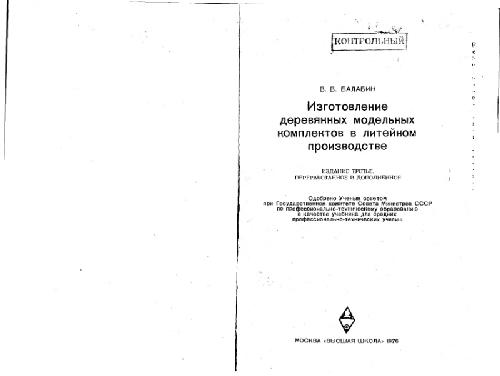 КОНТРОЛЬНЫЙ
В. В. БАЛАБИН
Изготовление
деревянных модельных
комплектов в литейном
производстве
ИЗДАНИЕ ТРЕТЬЕ,
ПЕРЕРАБОТАННОЕ И ДОПОЛНЕННОЕ
Одобрено Ученым советом
при Государственном комитете Совета Министров СССР
по профессионально-техническому образованию
в качестве учебника для средних
профессионально-технических училищ
МОСКВА «ВЫСШАЯ ШКОЛА» 1976